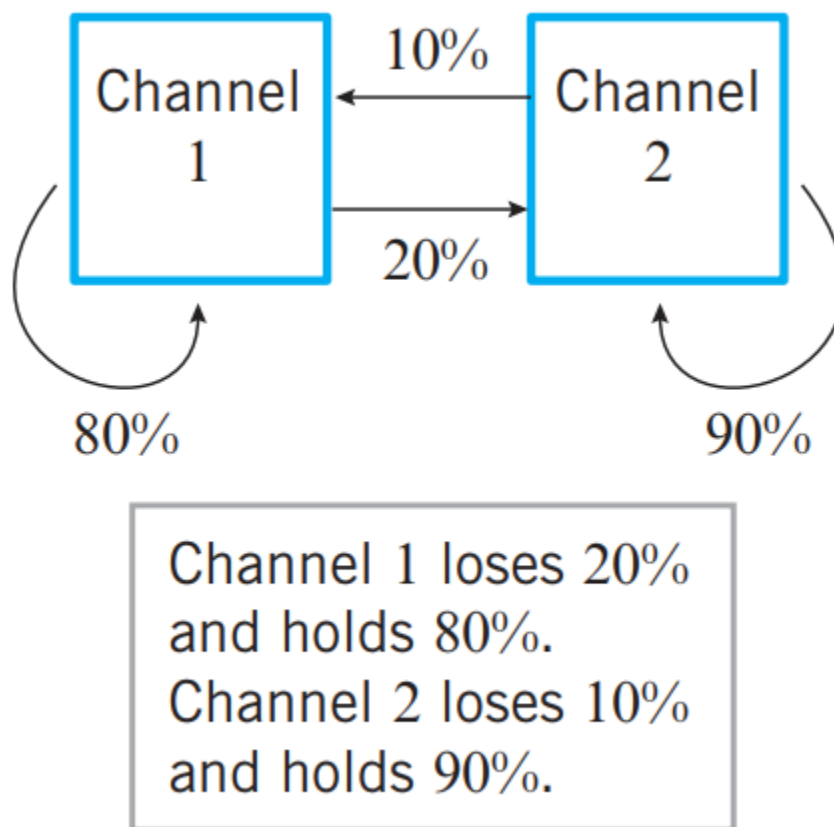 10%
Channel
1
Channel
2
20%
80%
90%
Channel 1 loses 20%
and holds 80%.
Channel 2 loses 10%
and holds 90%.